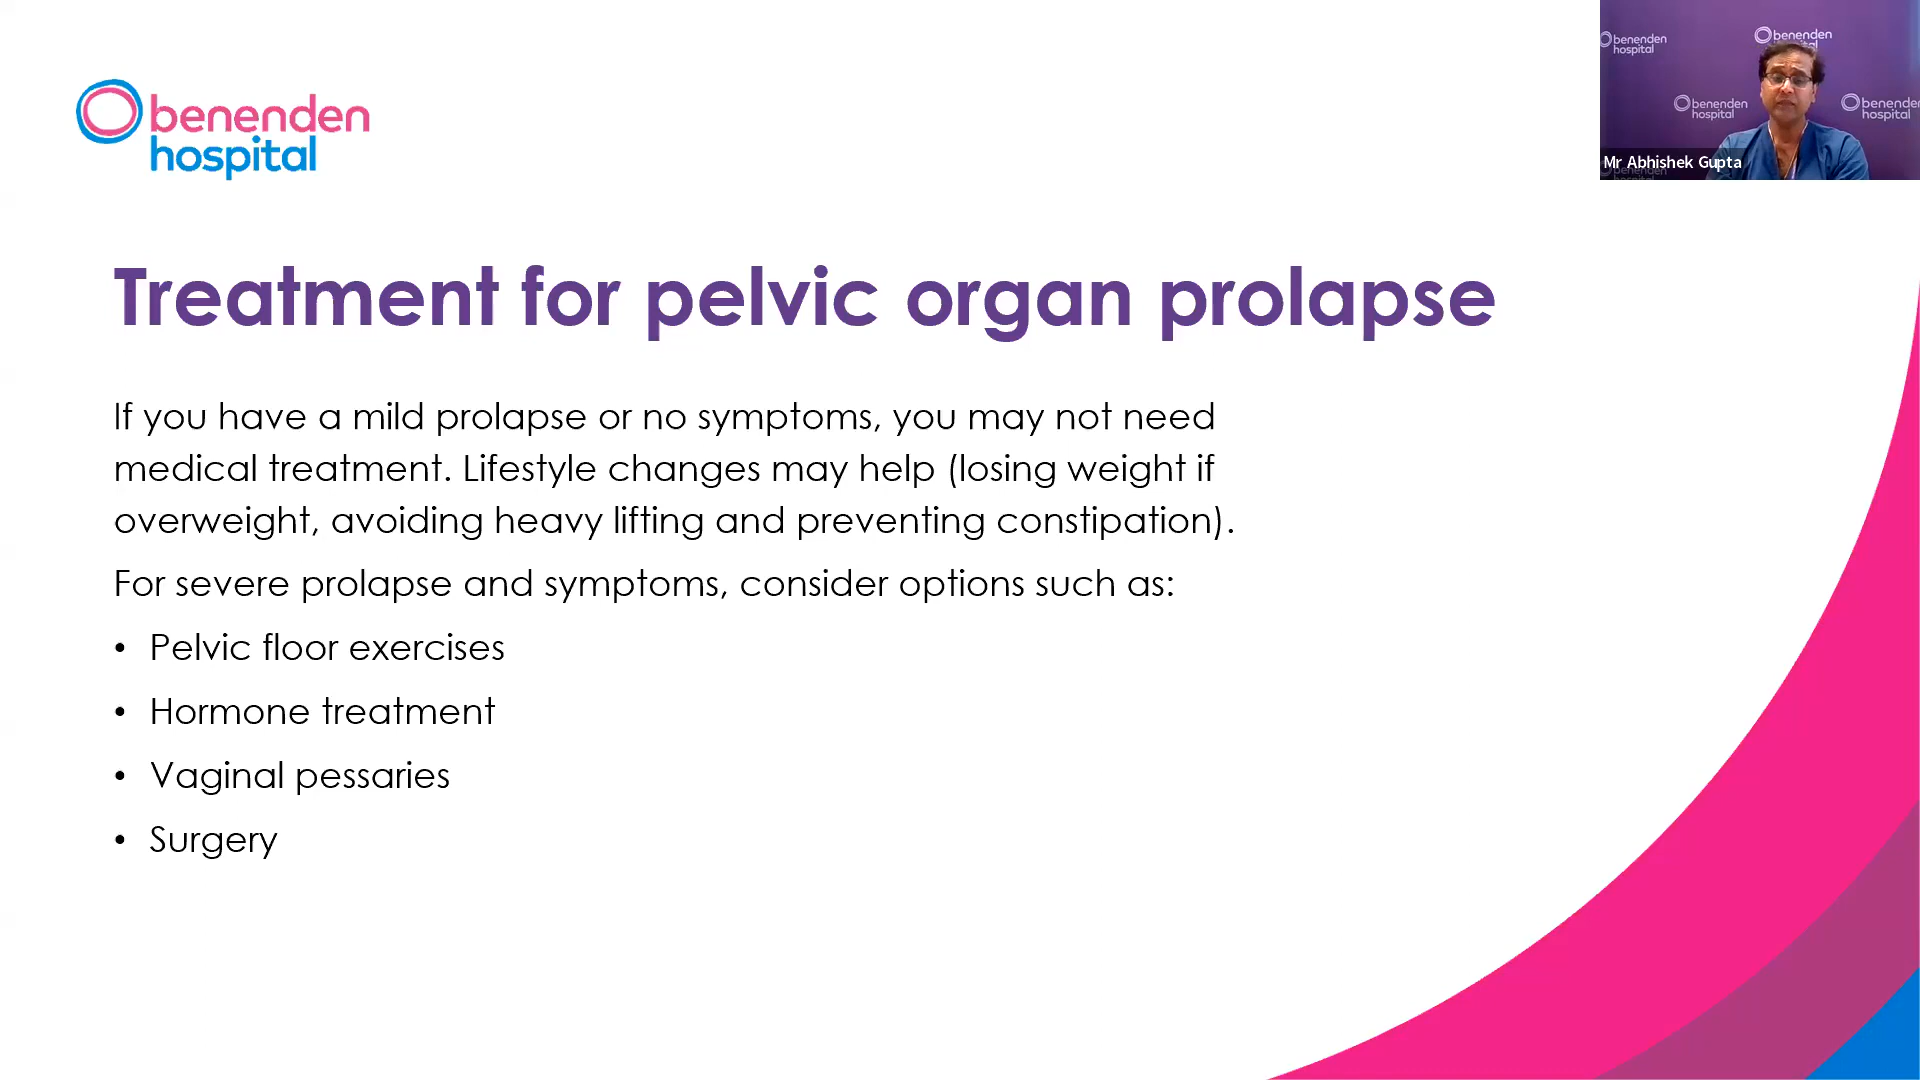 benenden
hospital
benenden
hospital
benenden
benenden
hospital
benenden
hospital
Mr Abhishek Gupta
Treatment for pelvic organ prolapse
If you have a mild prolapse or no symptoms, you may not need
medical treatment. Lifestyle changes may help (losing weight if
overweight, avoiding heavy lifting and preventing constipation).
For severe prolapse and symptoms, consider options such as:
• Pelvic floor exercises
• Hormone treatment
• Vaginal pessaries
• Surgery